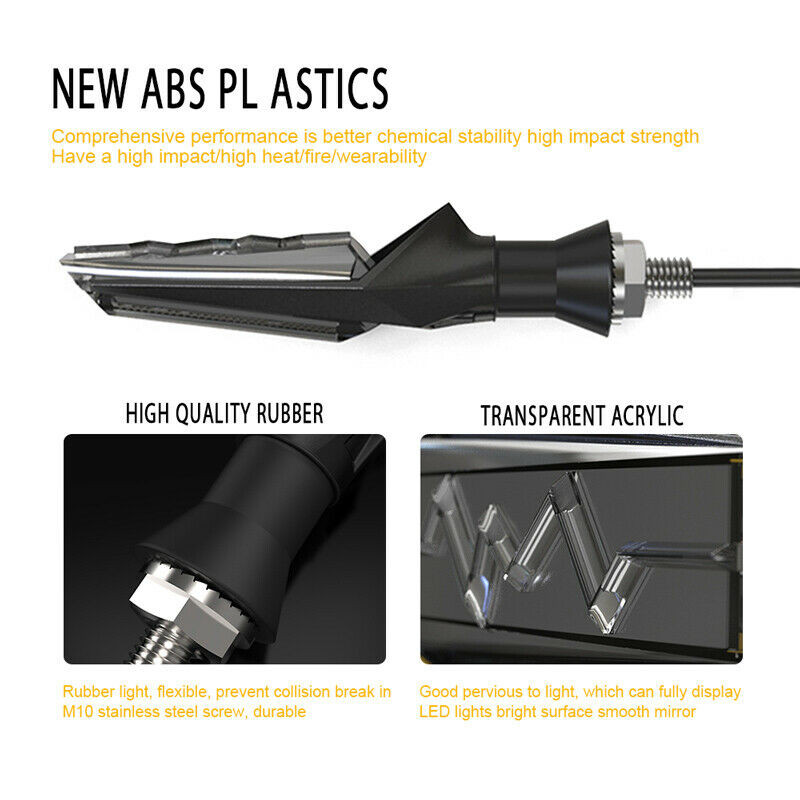 NEW ABS PL ASTICS
Comprehensive performance is better chemical stability high impact strength
Have a high impact/high heat/fire/wearability
HIGH QUALITY RUBBER
Rubber light, flexible, prevent collision break in
M10 stainless steel screw, durable
TRANSPARENT ACRYLIC
Good pervious to light, which can fully display
LED lights bright surface smooth mirror